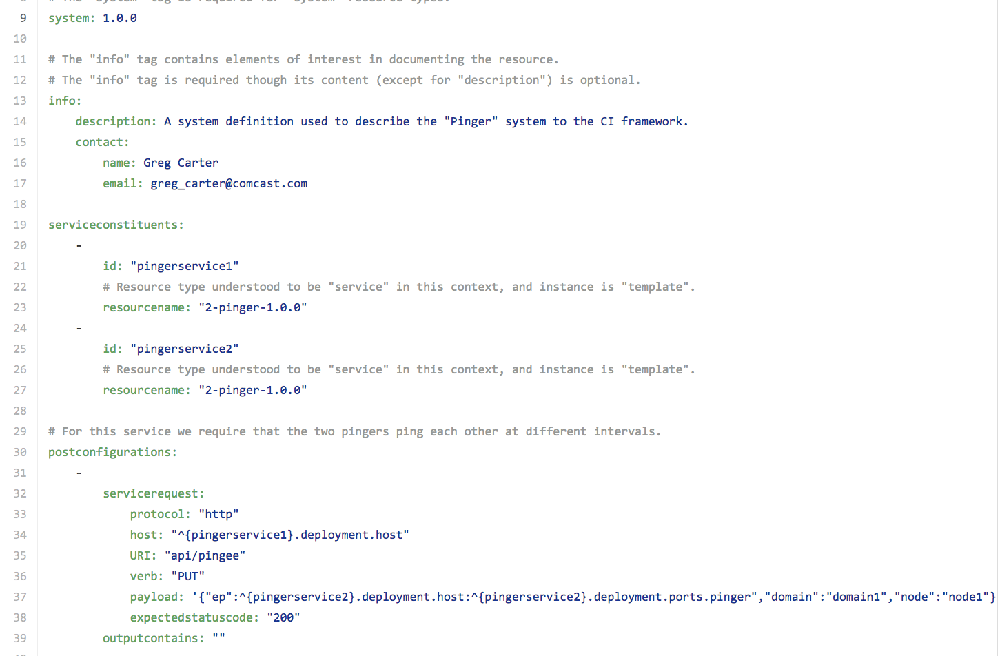 9 system: 1.0.0
10
11 # The "info" tag contains elements of interest in documenting the resource.
12 # The "info" tag is required though its content (except for "description") is optional.
13 info:
14 description: A system definition used to describe the "Pinger" system to the CI framework.
15 contact:
16 name: Greg Carter
17 email: greg_carter@comcast.com
18
19 serviceconstituents:
20 -
21 id: "pingerservice1"
22 # Resource type understood to be "service" in this context, and instance is "template".
23 resourcename: "2-pinger-1.0.0"
24 -
25 id: "pingerservice2"
26 # Resource type understood to be "service" in this context, and instance is "template".
27 resourcename: "2-pinger-1.0.0"
28
29 # For this service we require that the two pingers ping each other at different intervals.
30 postconfigurations:
31 -
32 servicerequest:
33 protocol: "http"
34 host: "^{pingerservice1}.deployment.host"
35 URI: "api/pingee"
36 verb: "PUT"
37 payload: '{"ep":^{pingerservice2}.deployment.host:^{pingerservice2}.deployment.ports.pinger","domain":"domain1","node":"node1"}
38 expectedstatuscode: "200"
39 outputcontains: ""